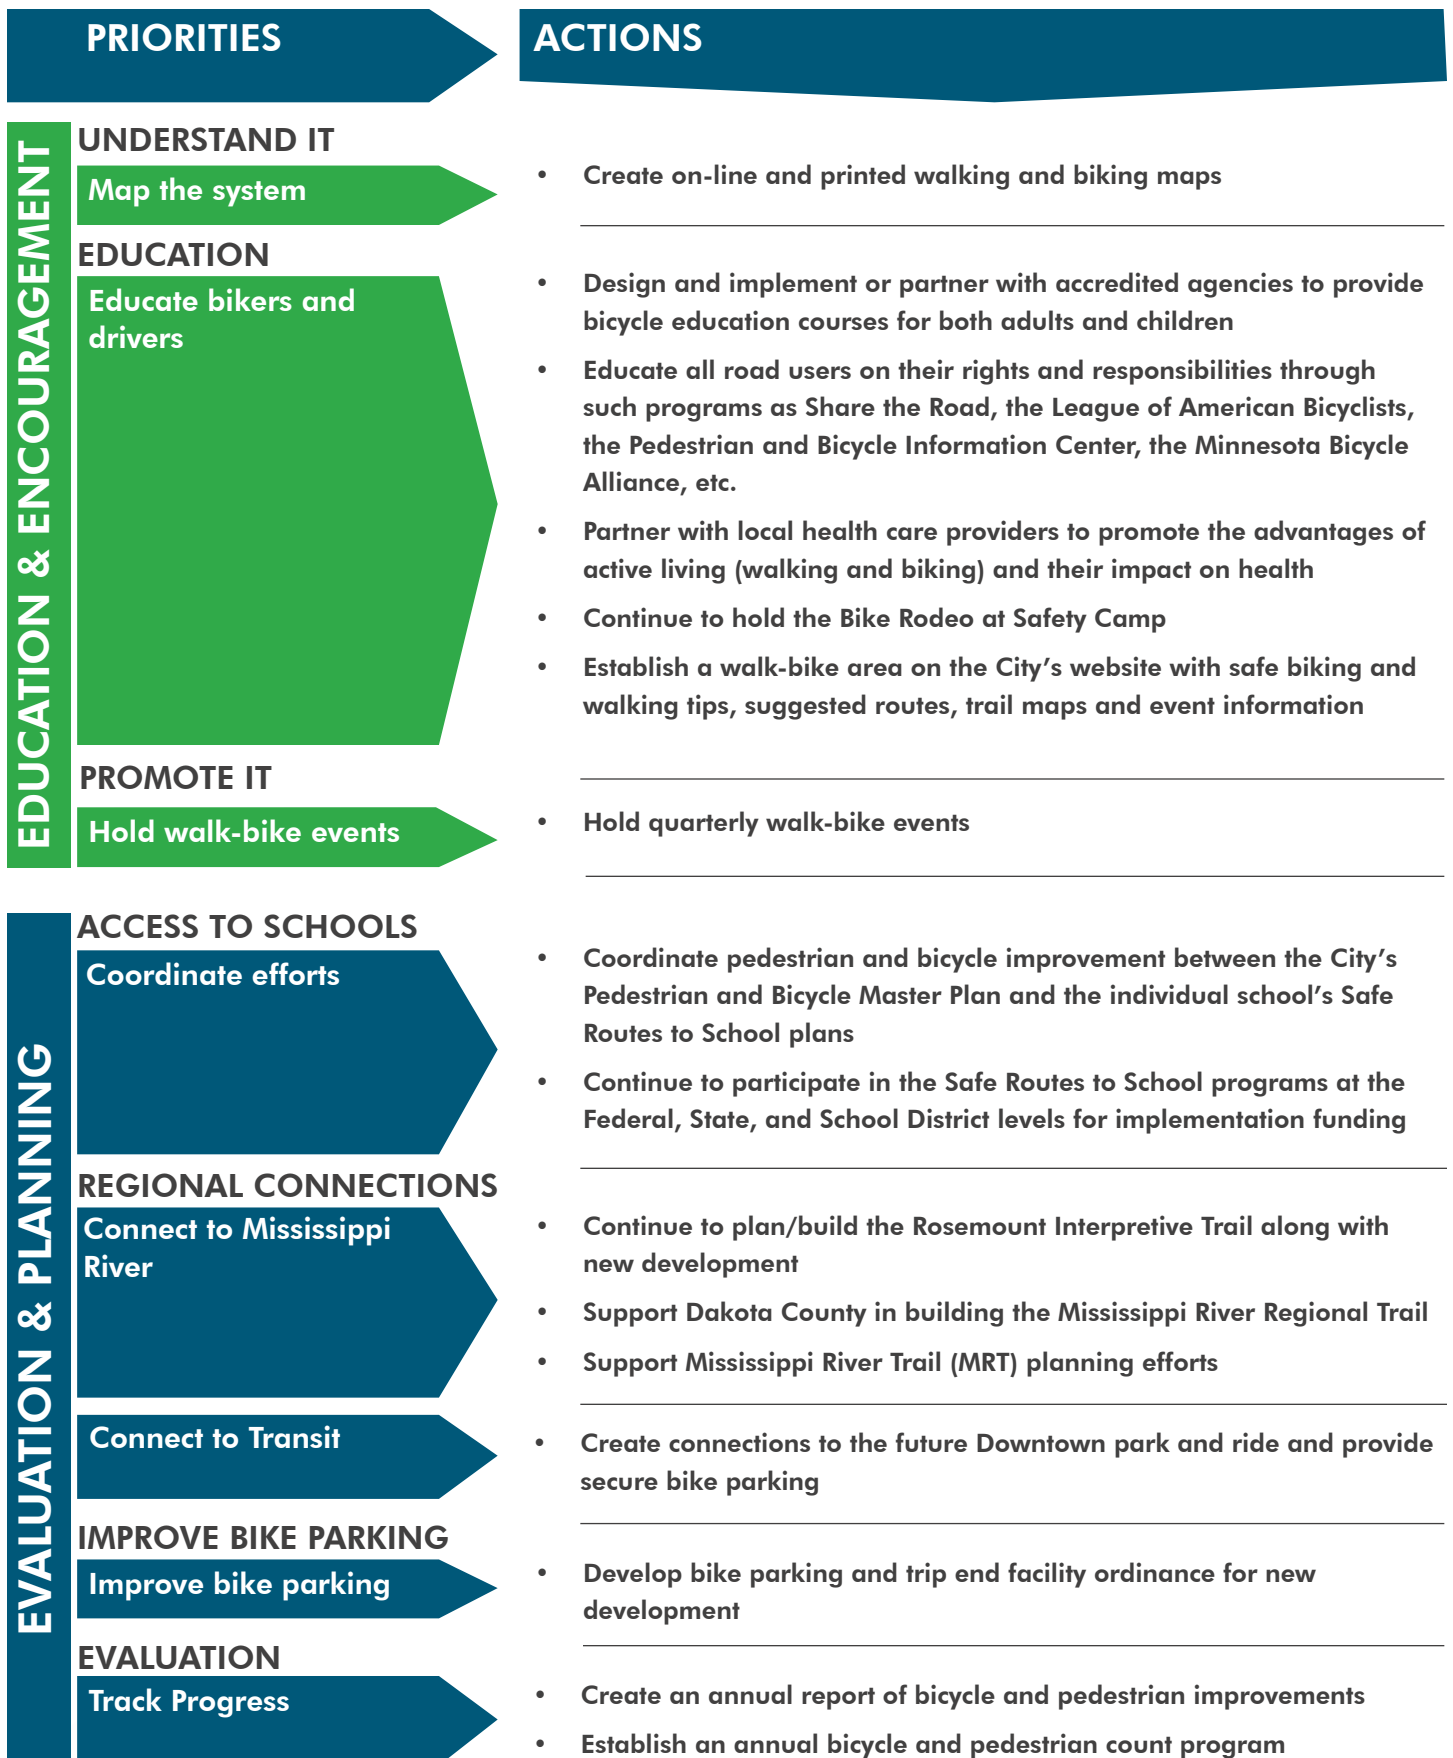 PRIORITIES
ACTIONS
EDUCATION & ENCOURAGEMENT
UNDERSTAND IT
Map the system
• Create on-line and printed walking and biking maps
EDUCATION
Educate bikers and
drivers
• Design and implement or partner with accredited agencies to provide
bicycle education courses for both adults and children
• Educate all road users on their rights and responsibilities through
such programs as Share the Road, the League of American Bicyclists,
the Pedestrian and Bicycle Information Center, the Minnesota Bicycle
Alliance, etc.
• Partner with local health care providers to promote the advantages of
active living (walking and biking) and their impact on health
• Continue to hold the Bike Rodeo at Safety Camp
• Establish a walk-bike area on the City’s website with safe biking and
walking tips, suggested routes, trail maps and event information
PROMOTE IT
Hold walk-bike events
• Hold quarterly walk-bike events
EVALUATION & PLANNING
ACCESS TO SCHOOLS
Coordinate efforts
• Coordinate pedestrian and bicycle improvement between the City’s
Pedestrian and Bicycle Master Plan and the individual school’s Safe
Routes to School plans
• Continue to participate in the Safe Routes to School programs at the
Federal, State, and School District levels for implementation funding
REGIONAL CONNECTIONS
Connect to Mississippi
River
• Continue to plan/build the Rosemount Interpretive Trail along with
new development
• Support Dakota County in building the Mississippi River Regional Trail
• Support Mississippi River Trail (MRT) planning efforts
Connect to Transit
• Create connections to the future Downtown park and ride and provide
secure bike parking
IMPROVE BIKE PARKING
Improve bike parking
• Develop bike parking and trip end facility ordinance for new
development
EVALUATION
Track Progress
• Create an annual report of bicycle and pedestrian improvements
• Establish an annual bicycle and pedestrian count program